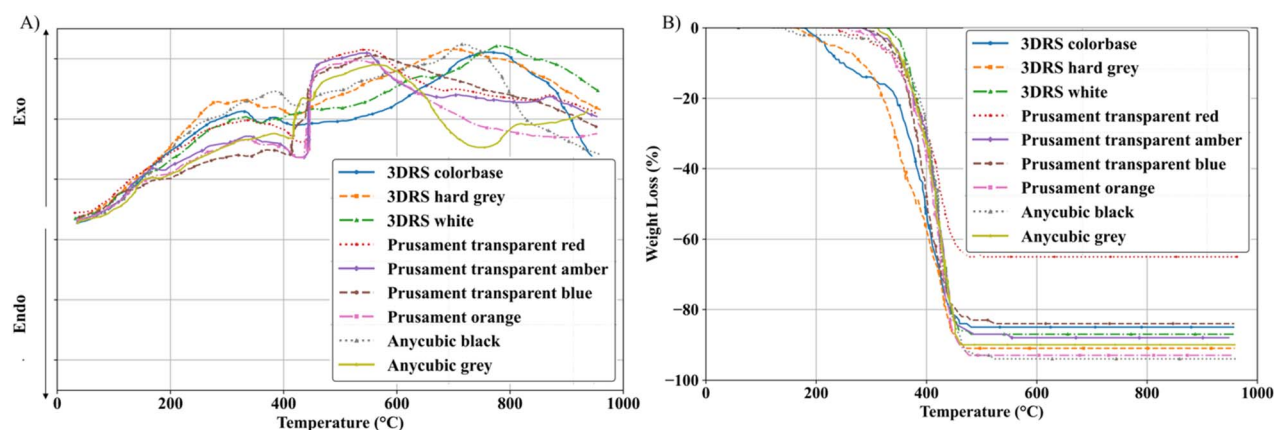 A)
Exo
Endo
3DRS colorbase
3DRS hard grey
3DRS white
Prusament transparent red
Prusament transparent amber
Prusament transparent blue
Prusament orange
Anycubic black
Anycubic grey
0
200
400
600
800
1000
Temperature (°C)
B)
0
−20
−40
−60
−80
−100
Weight Loss (%)
3DRS colorbase
3DRS hard grey
3DRS white
Prusament transparent red
Prusament transparent amber
Prusament transparent blue
Prusament orange
Anycubic black
Anycubic grey
0
200
400
600
800
1000
Temperature (°C)